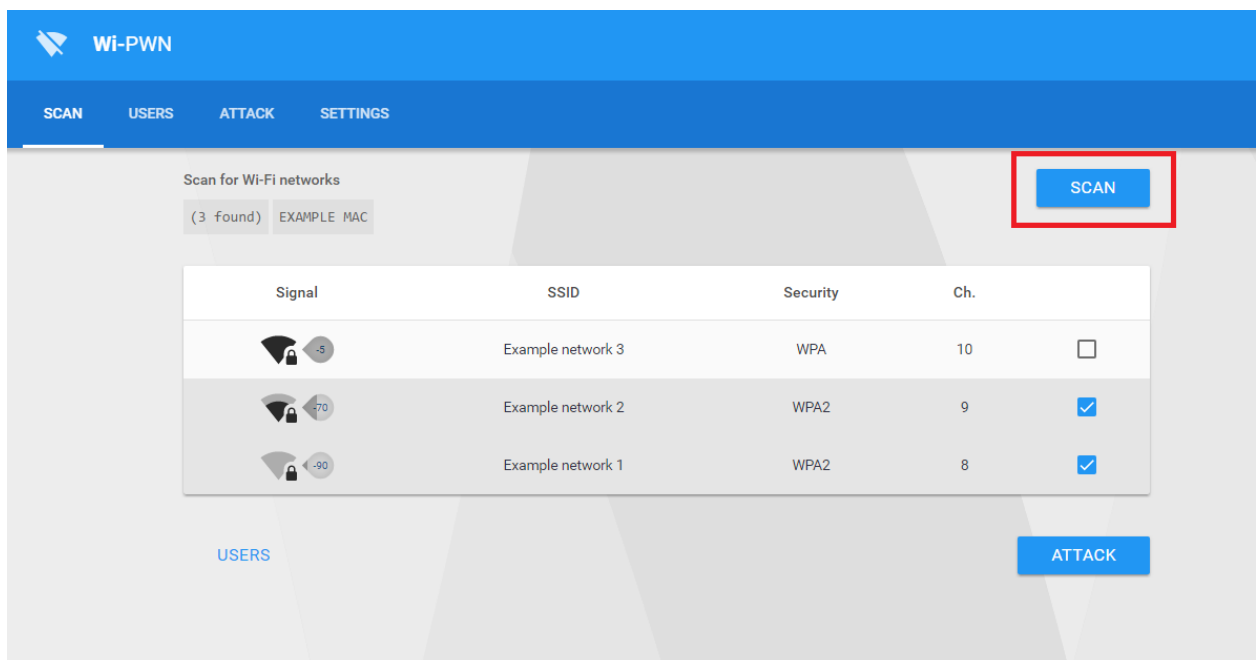 Wi-PWN
SCAN USERS ATTACK SETTINGS
Scan for Wi-Fi networks
SCAN
(3 found) EXAMPLE MAC
Signal SSID Security Ch.
-5 Example network 3 WPA 10
-70 Example network 2 WPA2 9
-90 Example network 1 WPA2 8
USERS ATTACK